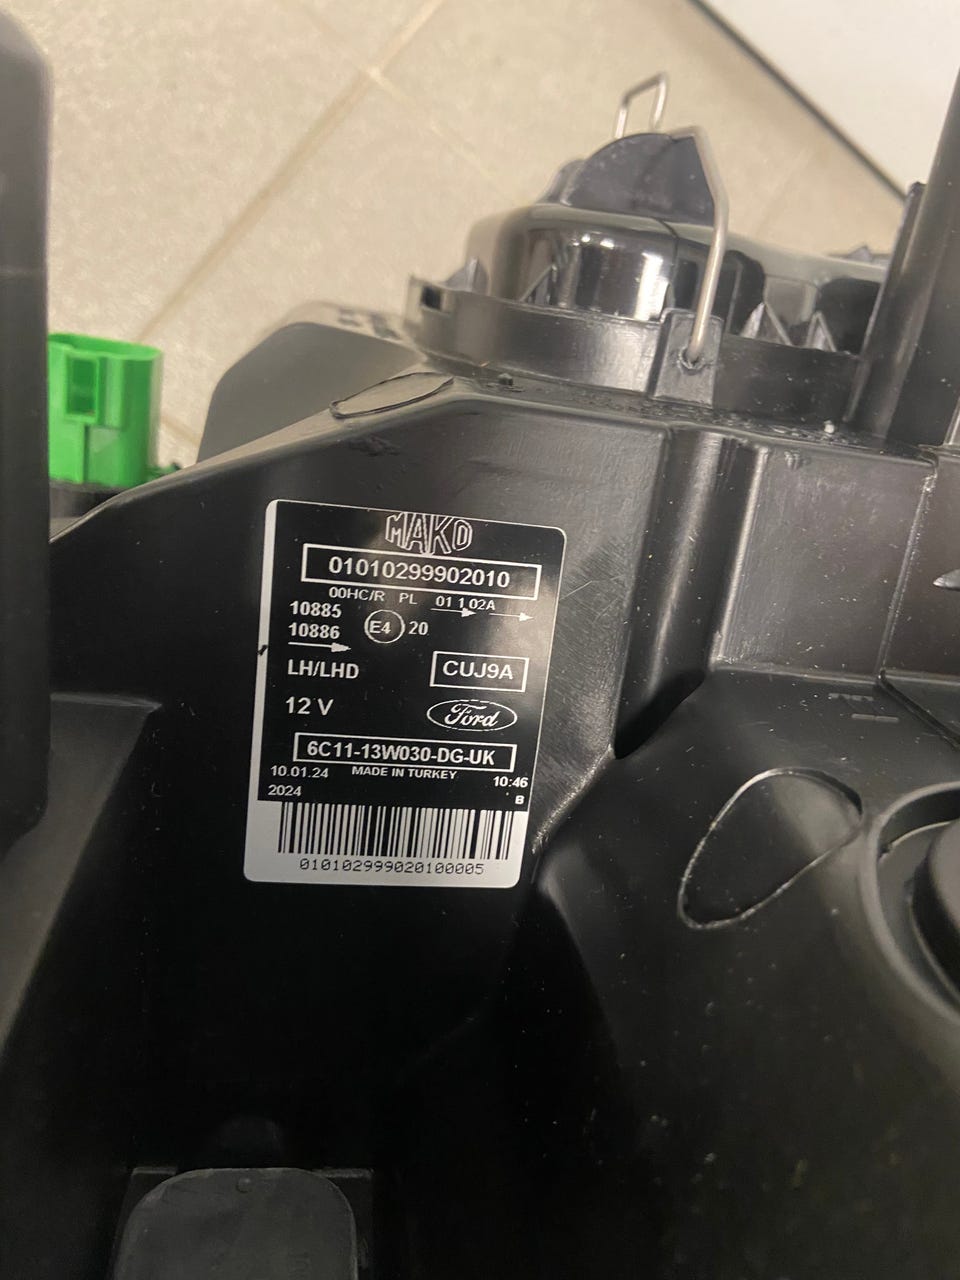 MAKO
01010299902010
00HC/R PL 01 1,02A
10885
10886 E4 20
LH/LHD CUJ9A
12 V Ford
6C11-13W030-DG-UK
10.01.24 MADE IN TURKEY 10:46
2024 B
010102999020100005